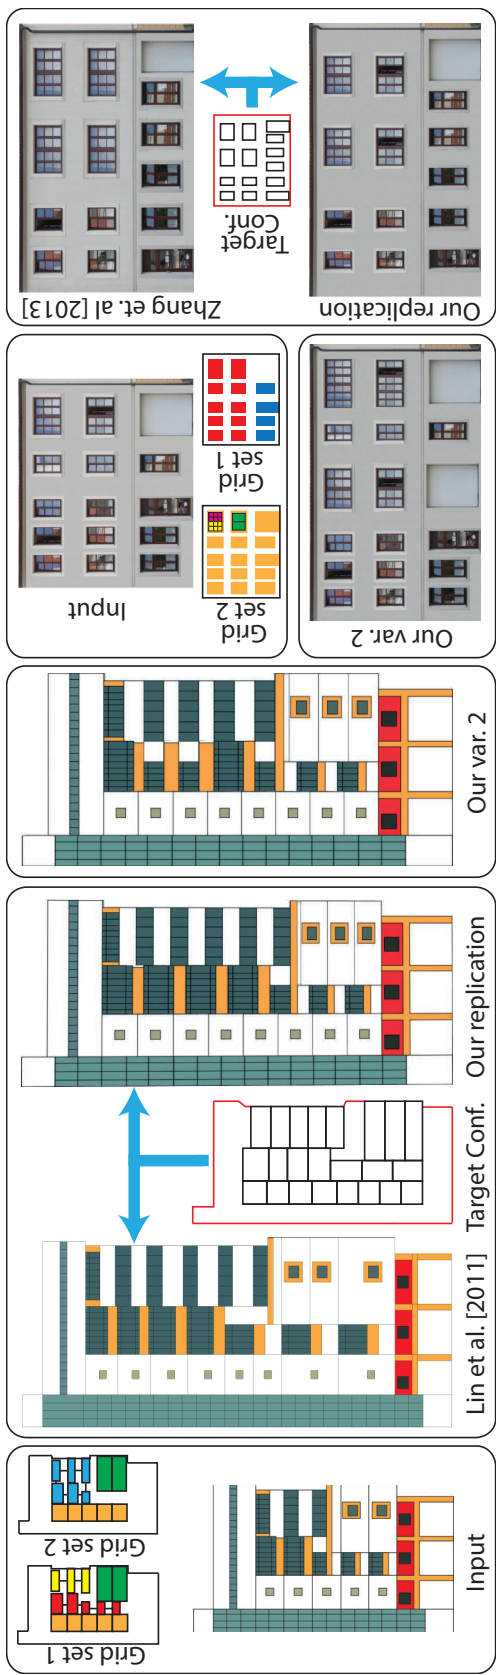 Zhang et. al [2013]
Target
Conf.
Our replication
Input
Grid
set 1
Grid
set 2
Our var. 2
Our var. 2
Our replication
Target Conf.
Lin et al. [2011]
Grid set 2
Grid set 1
Input